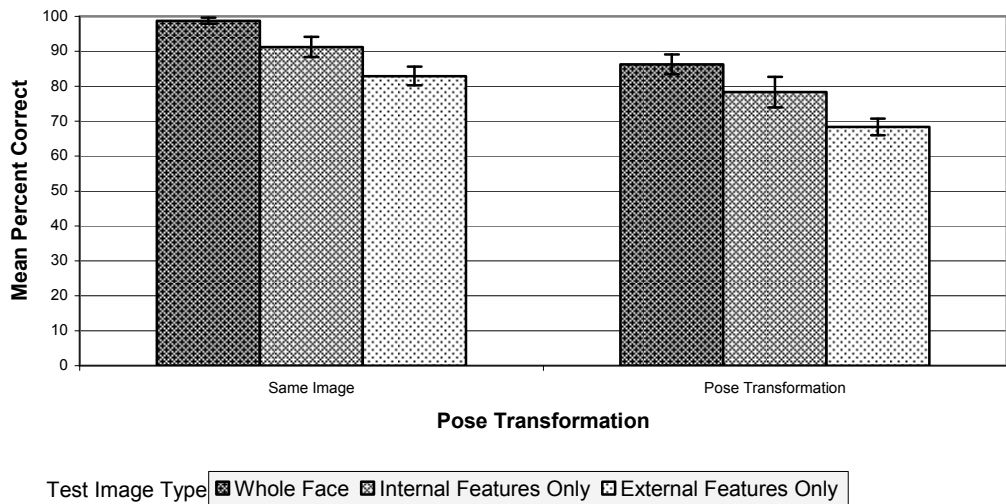 Mean Percent Correct
100
90
80
70
60
50
40
30
20
10
0
Same Image
Pose Transformation
Pose Transformation
Test Image Type Whole Face Internal Features Only External Features Only